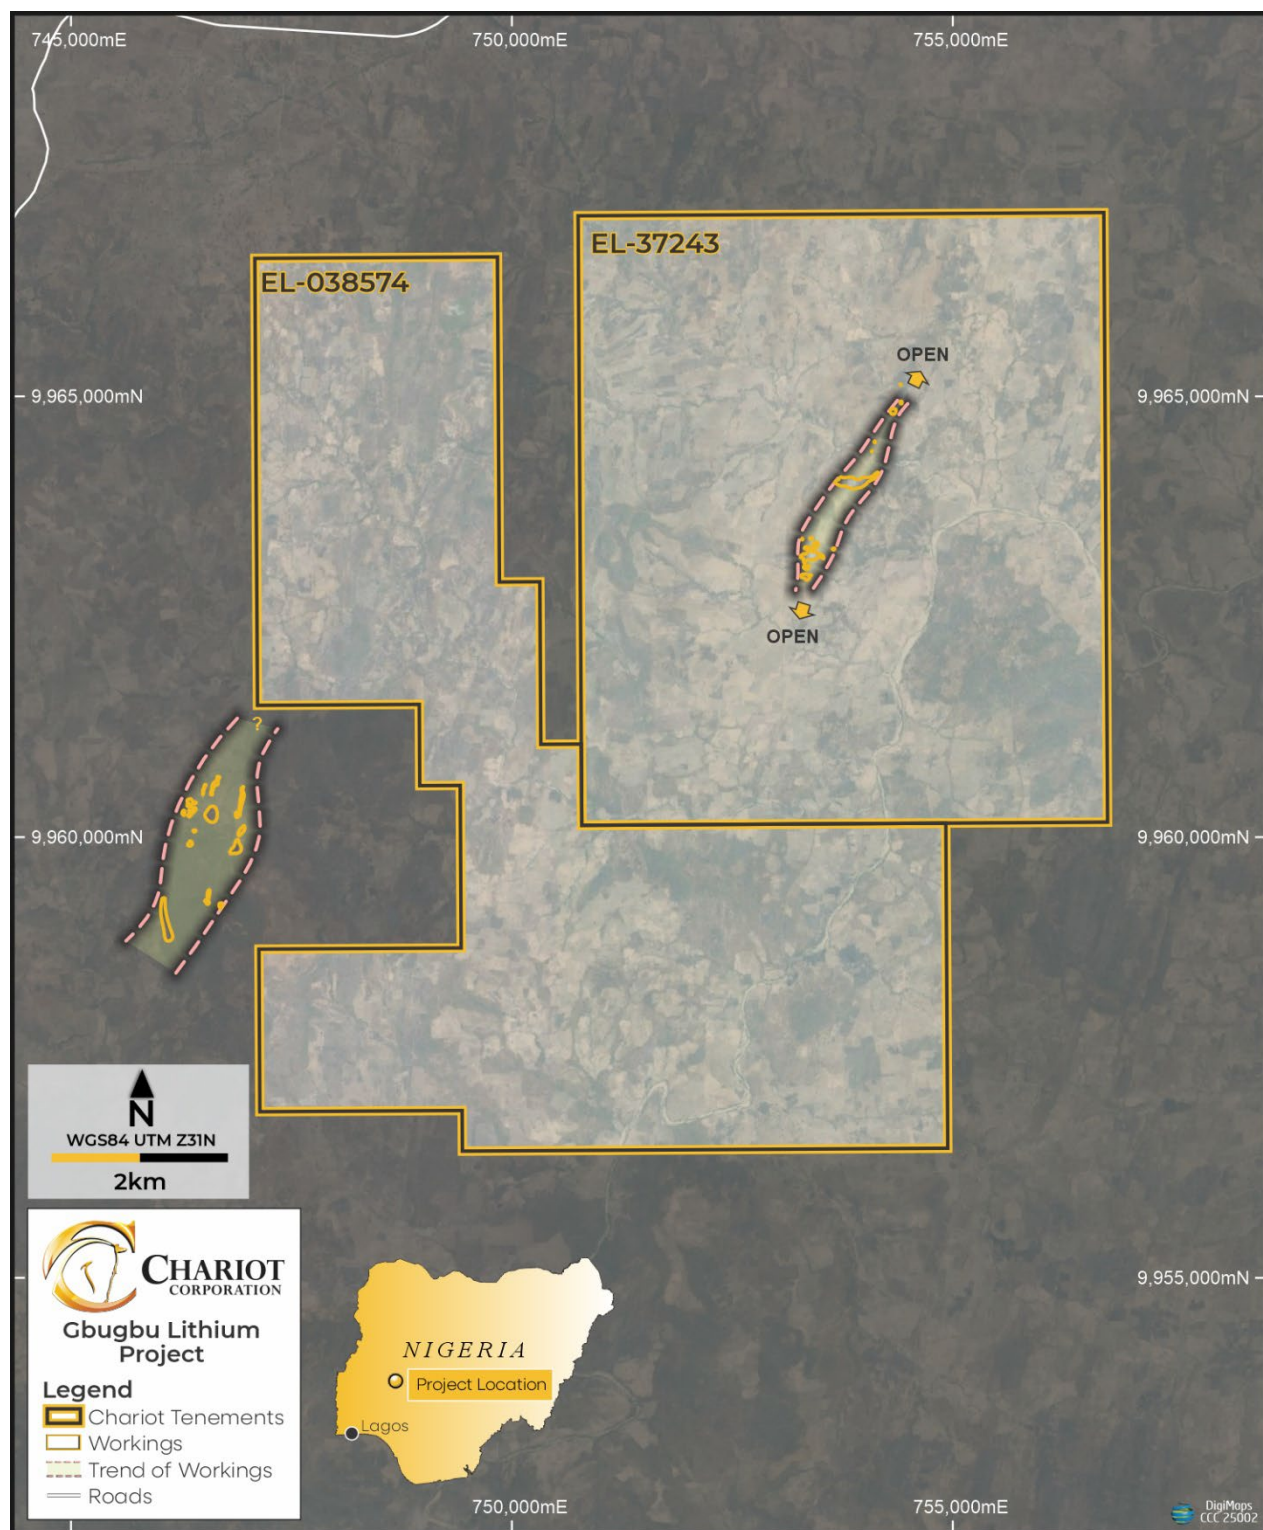 745,000mE
750,000mE
755,000mE
EL-37243
EL-038574
OPEN
9,965,000mN
9,965,000mN
OPEN
?
9,960,000mN
9,960,000mN
N
WGS84 UTM Z31N
2km
CHARIOT
CORPORATION
Gbugbu Lithium
Project
Legend
Chariot Tenements
Workings
Trend of Workings
Roads
9,955,000mN
NIGERIA
Project Location
Lagos
750,000mE
755,000mE
DigiMaps
CCC 25002